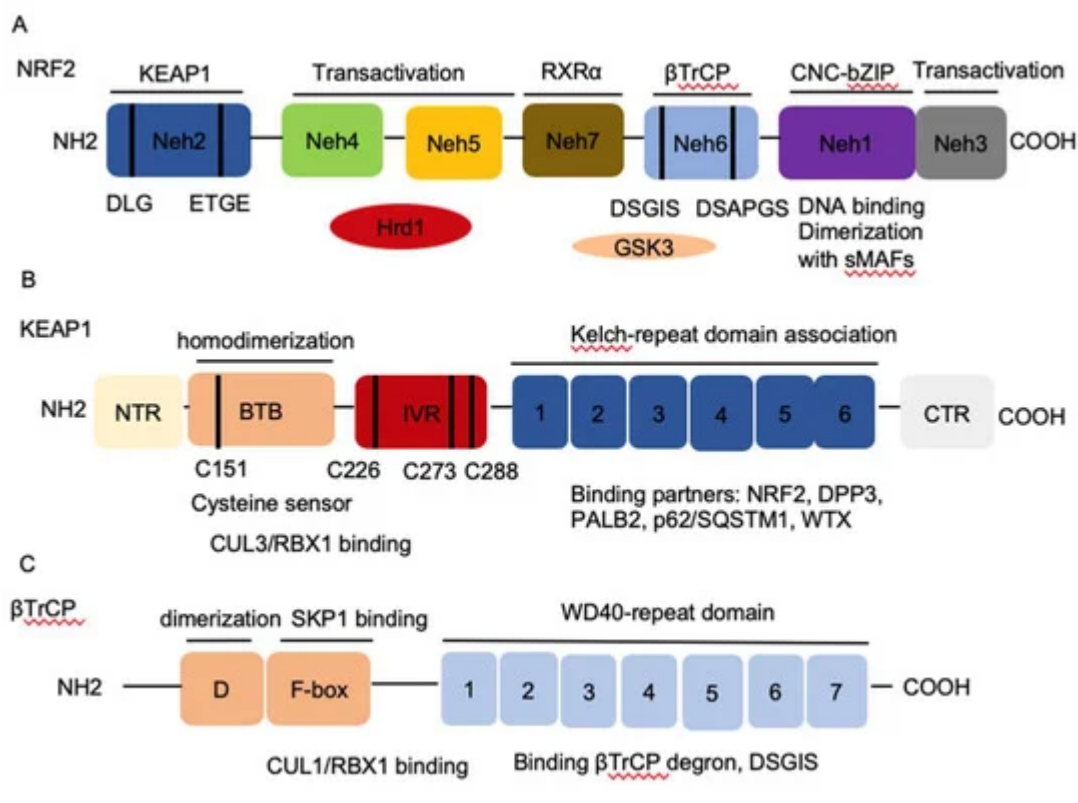 A
NRF2
KEAP1 Transactivation RXRα βTrCP CNC-bZIP Transactivation
NH2 Neh2 Neh4 Neh5 Neh7 Neh6 Neh1 Neh3 COOH
DLG ETGE DSGIS DSAPGS DNA binding
Dimerization
with sMAFs
Hrd1 GSK3
B
KEAP1
homodimerization Kelch-repeat domain association
NH2 NTR BTB IVR 1 2 3 4 5 6 CTR COOH
C151 C226 C273 C288
Cysteine sensor
CUL3/RBX1 binding
Binding partners: NRF2, DPP3,
PALB2, p62/SQSTM1, WTX
C
βTrCP
dimerization SKP1 binding WD40-repeat domain
NH2 D F-box 1 2 3 4 5 6 7 COOH
CUL1/RBX1 binding Binding βTrCP degron, DSGIS